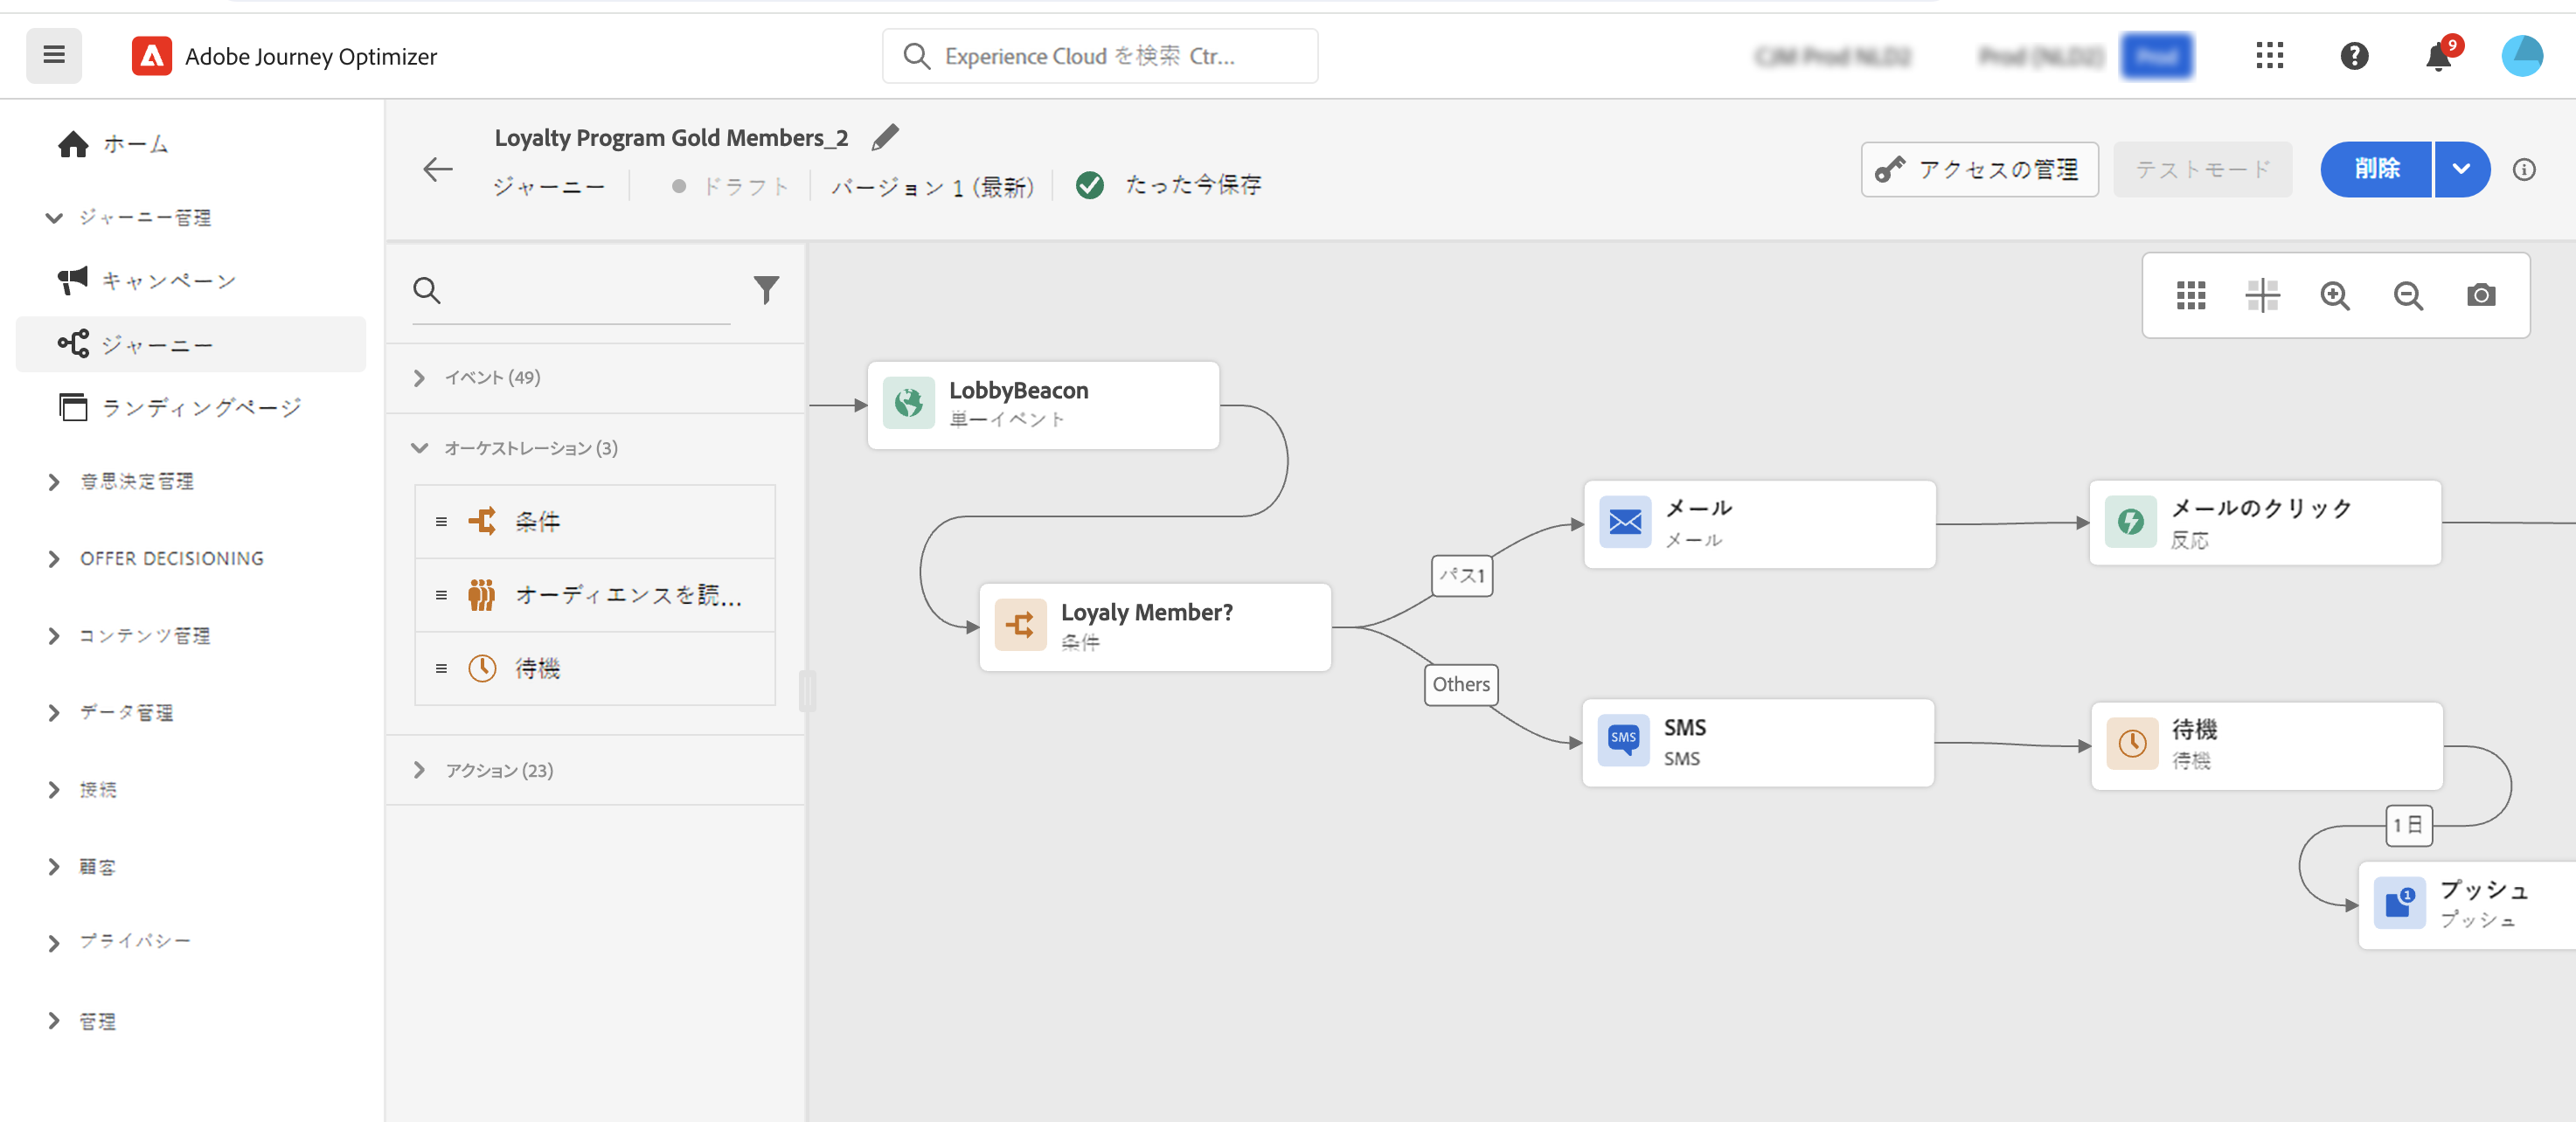 Adobe Journey Optimizer
Experience Cloud を検索 Ctr...
9
ホーム
ジャーニー管理
キャンペーン
ジャーニー
ランディングページ
意思決定管理
OFFER DECISIONING
コンテンツ管理
データ管理
接続
顧客
プライバシー
管理
Loyalty Program Gold Members_2
ジャーニー
ドラフト
バージョン 1 (最新)
たった今保存
アクセスの管理
テストモード
削除
イベント (49)
オーケストレーション (3)
条件
オーディエンスを読...
待機
アクション (23)
LobbyBeacon
単一イベント
Loyaly Member?
条件
パス1
Others
メール
メール
メールのクリック
反応
SMS
SMS
SMS
待機
待機
1 日
1
プッシュ
プッシュ